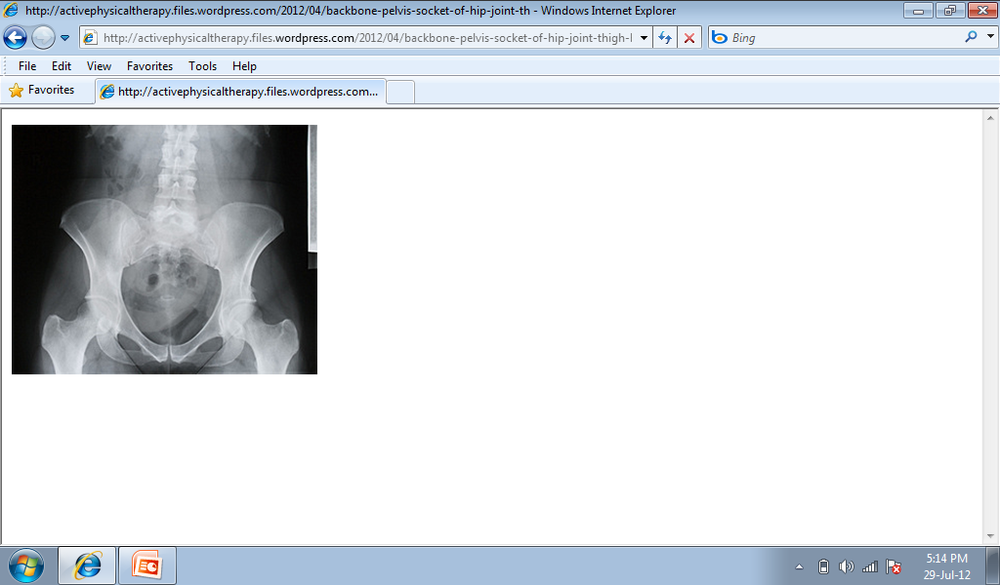 http://activephysicaltherapy.files.wordpress.com/2012/04/backbone-pelvis-socket-of-hip-joint-th - Windows Internet Explorer
http://activephysicaltherapy.files.wordpress.com/2012/04/backbone-pelvis-socket-of-hip-joint-thigh-l
Bing
File Edit View Favorites Tools Help
Favorites
http://activephysicaltherapy.files.wordpress.com...
5:14 PM
29-Jul-12